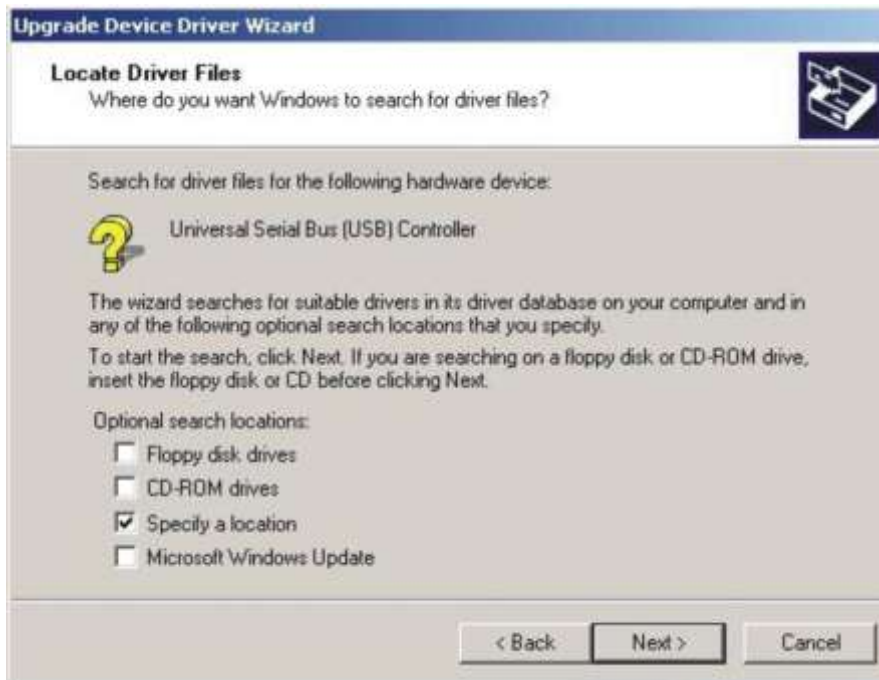 Upgrade Device Driver Wizard
Locate Driver Files
Where do you want Windows to search for driver files?
Search for driver files for the following hardware device:
Universal Serial Bus (USB) Controller
The wizard searches for suitable drivers in its driver database on your computer and in
any of the following optional search locations that you specify.
To start the search, click Next. If you are searching on a floppy disk or CD-ROM drive,
insert the floppy disk or CD before clicking Next.
Optional search locations:
Floppy disk drives
CD-ROM drives
Specify a location
Microsoft Windows Update
< Back
Next >
Cancel